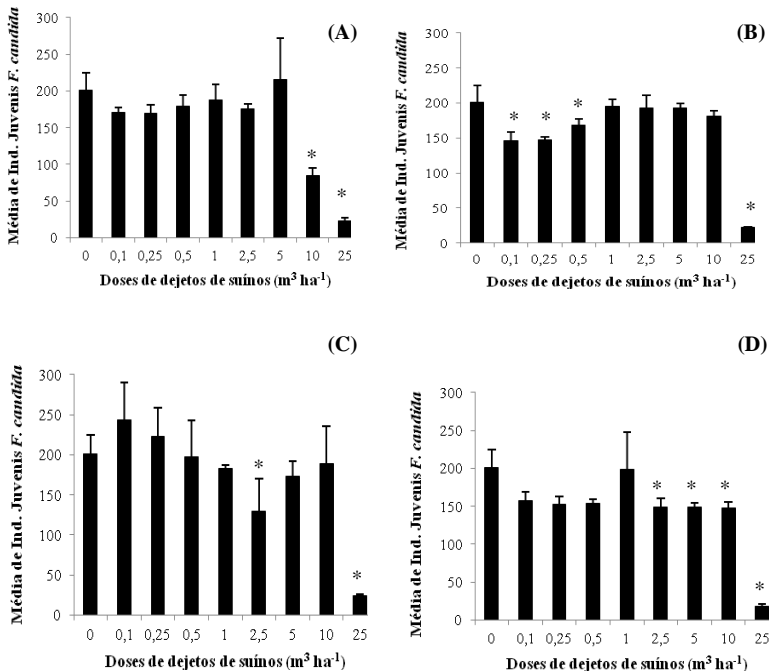 (A)
Média de Ind. Juvenis F. candida
300
250
200
150
100
50
0
* *
0 0,1 0,25 0,5 1 2,5 5 10 25
Doses de dejetos de suínos (m³ ha⁻¹)
(B)
Média de Ind. Juvenis F. candida
300
250
200
150
100
50
0
* * * *
0 0,1 0,25 0,5 1 2,5 5 10 25
Doses de dejetos de suínos (m³ ha⁻¹)
(C)
Média de Ind. Juvenis F. candida
300
250
200
150
100
50
0
* *
0 0,1 0,25 0,5 1 2,5 5 10 25
Doses de dejetos de suínos (m³ ha⁻¹)
(D)
Média de Ind. Juvenis F. candida
300
250
200
150
100
50
0
* * * *
0 0,1 0,25 0,5 1 2,5 5 10 25
Doses de dejetos de suínos (m³ ha⁻¹)